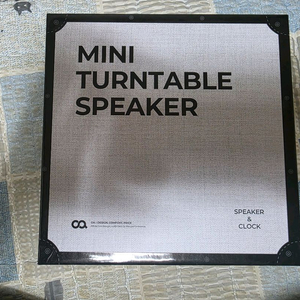 MINI
TURNTABLE
SPEAKER
SPEAKER
&
CLOCK